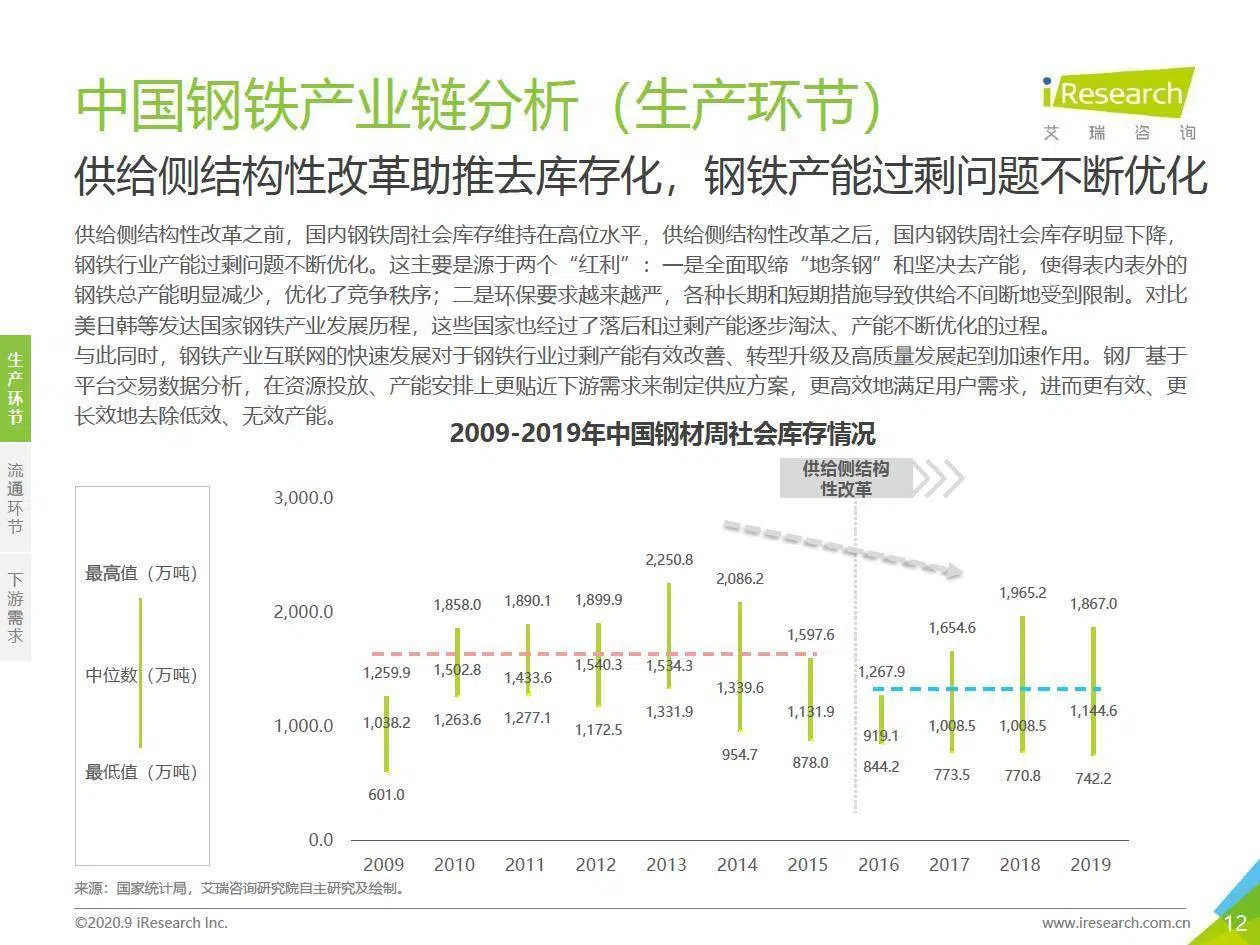 中国钢铁产业链分析（生产环节）
iResearch
艾瑞咨询
供给侧结构性改革助推去库存化，钢铁产能过剩问题不断优化
供给侧结构性改革之前，国内钢铁周社会库存维持在高位水平，供给侧结构性改革之后，国内钢铁周社会库存明显下降，
钢铁行业产能过剩问题不断优化。这主要是源于两个“红利”：一是全面取缔“地条钢”和坚决去产能，使得表内表外的
钢铁总产能明显减少，优化了竞争秩序；二是环保要求越来越严，各种长期和短期措施导致供给不间断地受到限制。对比
美日韩等发达国家钢铁产业发展历程，这些国家也经过了落后和过剩产能逐步淘汰、产能不断优化的过程。
与此同时，钢铁产业互联网的快速发展对于钢铁行业过剩产能有效改善、转型升级及高质量发展起到加速作用。钢厂基于
平台交易数据分析，在资源投放、产能安排上更贴近下游需求来制定供应方案，更高效地满足用户需求，进而更有效、更
长效地去除低效、无效产能。
生产环节
流通环节
下游需求
2009-2019年中国钢材周社会库存情况
供给侧结构
性改革
最高值（万吨）
中位数（万吨）
最低值（万吨）
3,000.0
2,000.0
1,000.0
0.0
1,259.9
1,038.2
601.0
1,858.0
1,502.8
1,263.6
1,890.1
1,433.6
1,277.1
1,899.9
1,540.3
1,172.5
2,250.8
1,534.3
1,331.9
2,086.2
1,339.6
954.7
1,597.6
1,131.9
878.0
1,267.9
919.1
844.2
1,654.6
1,008.5
773.5
1,965.2
1,008.5
770.8
1,867.0
1,144.6
742.2
2009 2010 2011 2012 2013 2014 2015 2016 2017 2018 2019
来源：国家统计局，艾瑞咨询研究院自主研究及绘制。
©2020.9 iResearch Inc.
www.iresearch.com.cn
12